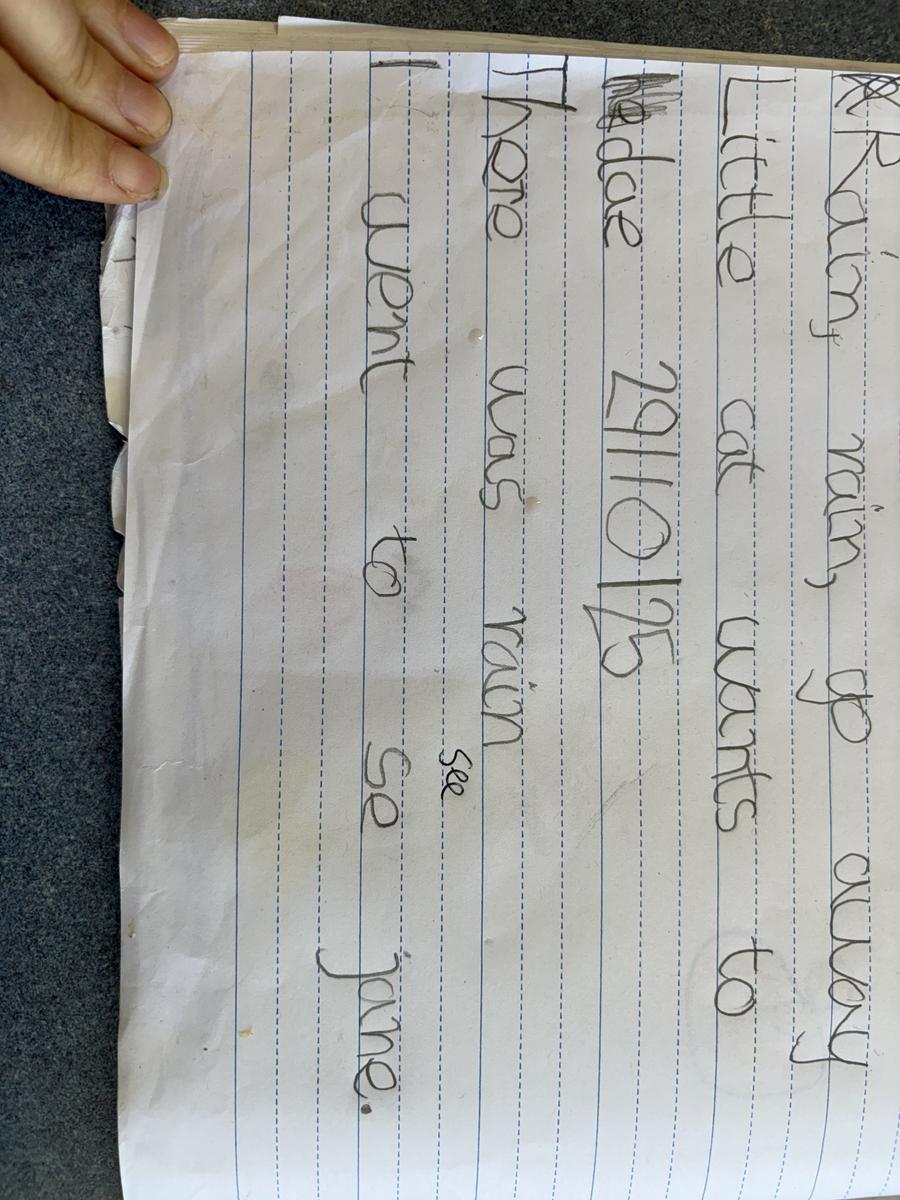 Rain, rain, go away
Little cat wants to
dae 29/10/25
There was rain
see
I went to se jane.